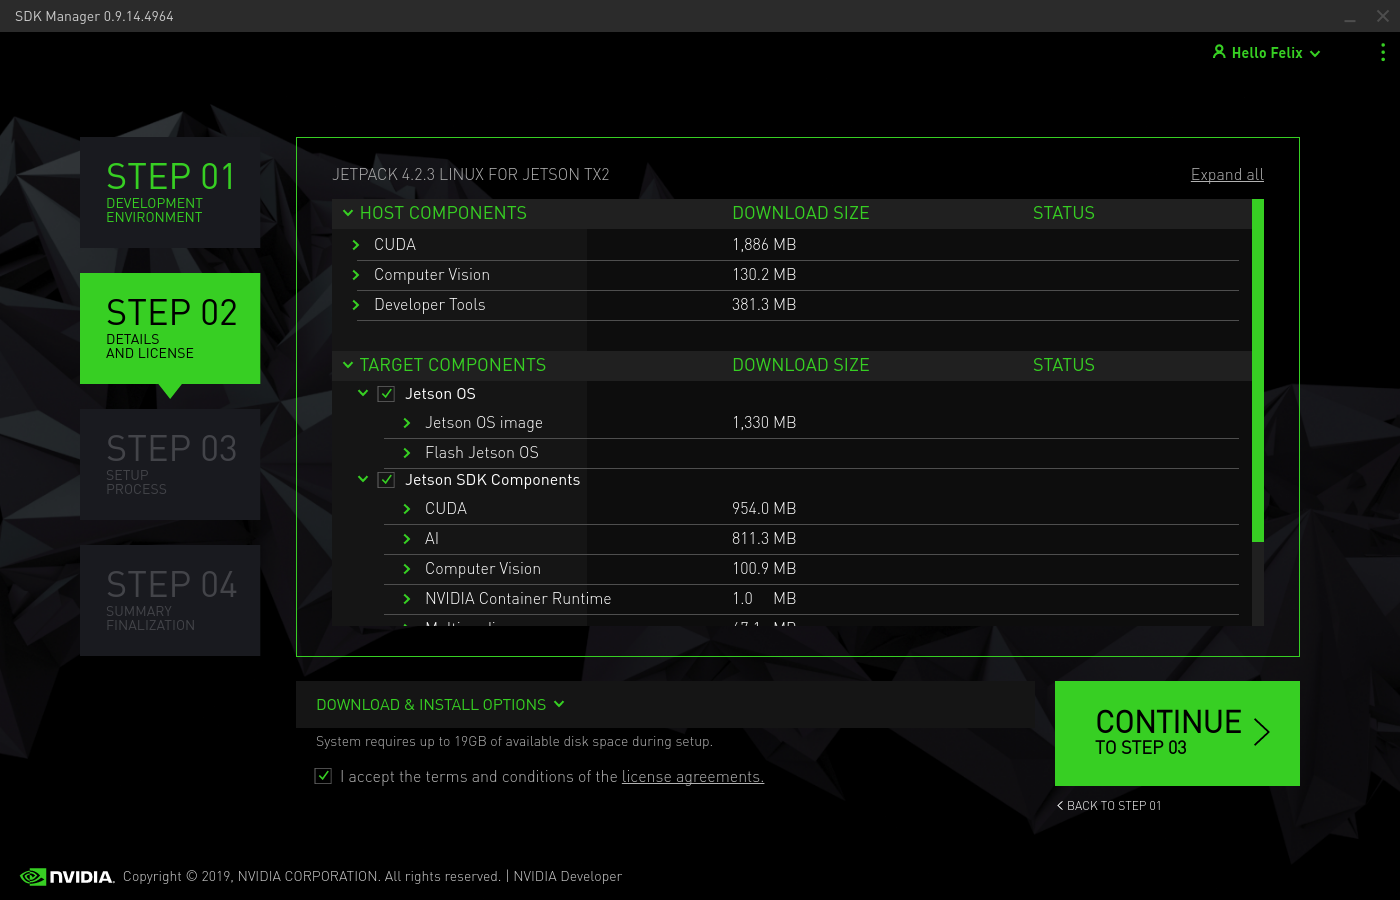 SDK Manager 0.9.14.4964
Hello Felix
STEP 01
DEVELOPMENT
ENVIRONMENT
STEP 02
DETAILS
AND LICENSE
STEP 03
SETUP
PROCESS
STEP 04
SUMMARY
FINALIZATION
JETPACK 4.2.3 LINUX FOR JETSON TX2 Expand all
HOST COMPONENTS DOWNLOAD SIZE STATUS
CUDA 1,886 MB
Computer Vision 130.2 MB
Developer Tools 381.3 MB
TARGET COMPONENTS DOWNLOAD SIZE STATUS
Jetson OS
Jetson OS image 1,330 MB
Flash Jetson OS
Jetson SDK Components
CUDA 954.0 MB
AI 811.3 MB
Computer Vision 100.9 MB
NVIDIA Container Runtime 1.0 MB
DOWNLOAD & INSTALL OPTIONS
System requires up to 19GB of available disk space during setup.
I accept the terms and conditions of the license agreements.
CONTINUE
TO STEP 03
BACK TO STEP 01
NVIDIA. Copyright © 2019, NVIDIA CORPORATION. All rights reserved. | NVIDIA Developer